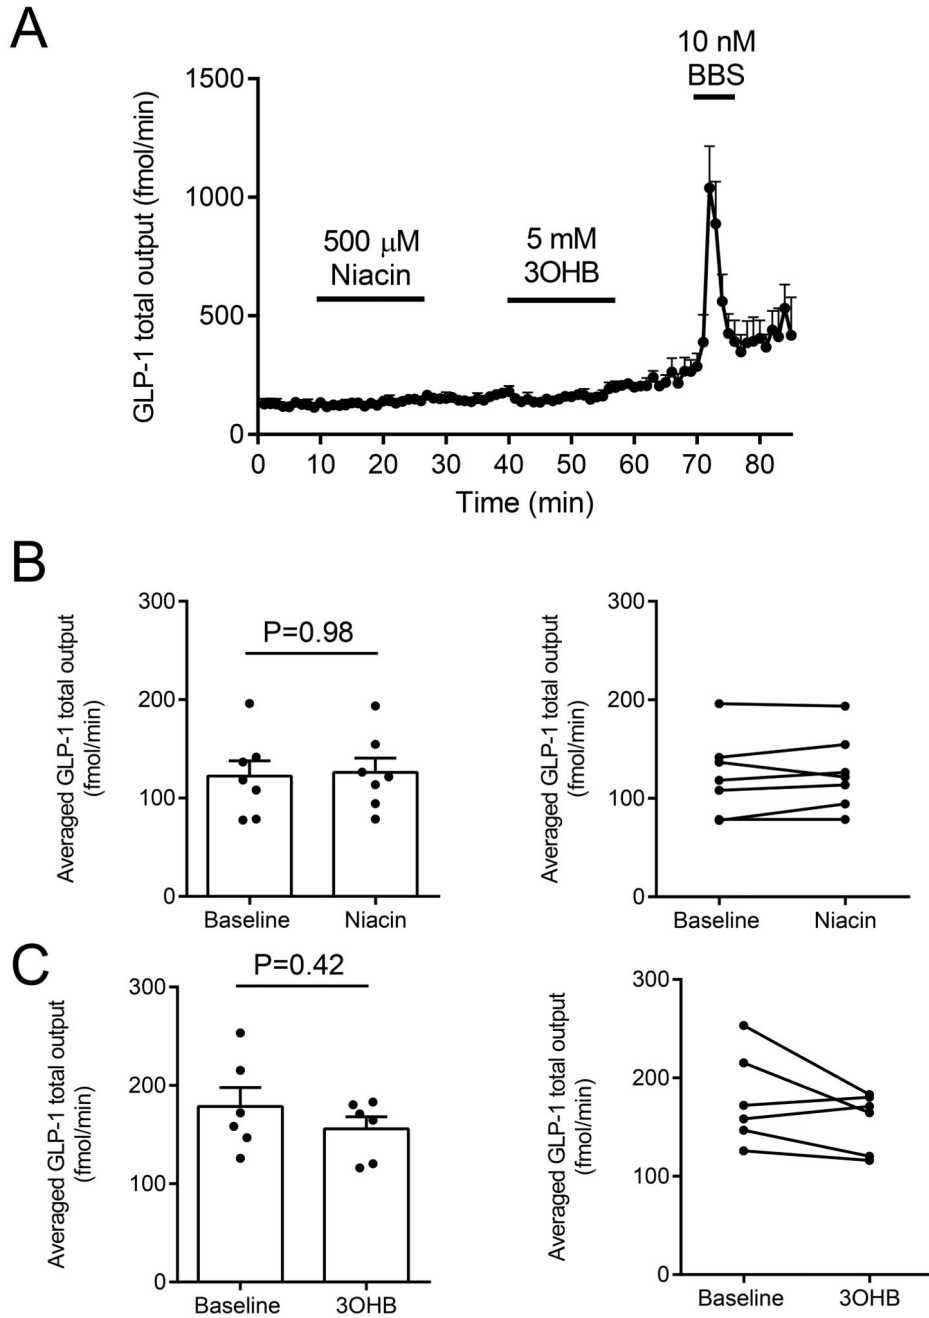 A
10 nM
BBS
1500
1000
500
0
GLP-1 total output (fmol/min)
500 μM
Niacin
5 mM
3OHB
0 10 20 30 40 50 60 70 80
Time (min)
B
300
200
100
0
Averaged GLP-1 total output
(fmol/min)
P=0.98
Baseline Niacin
300
200
100
0
Averaged GLP-1 total output
(fmol/min)
Baseline Niacin
C
300
200
100
0
Averaged GLP-1 total output
(fmol/min)
P=0.42
Baseline 3OHB
300
200
100
0
Averaged GLP-1 total output
(fmol/min)
Baseline 3OHB